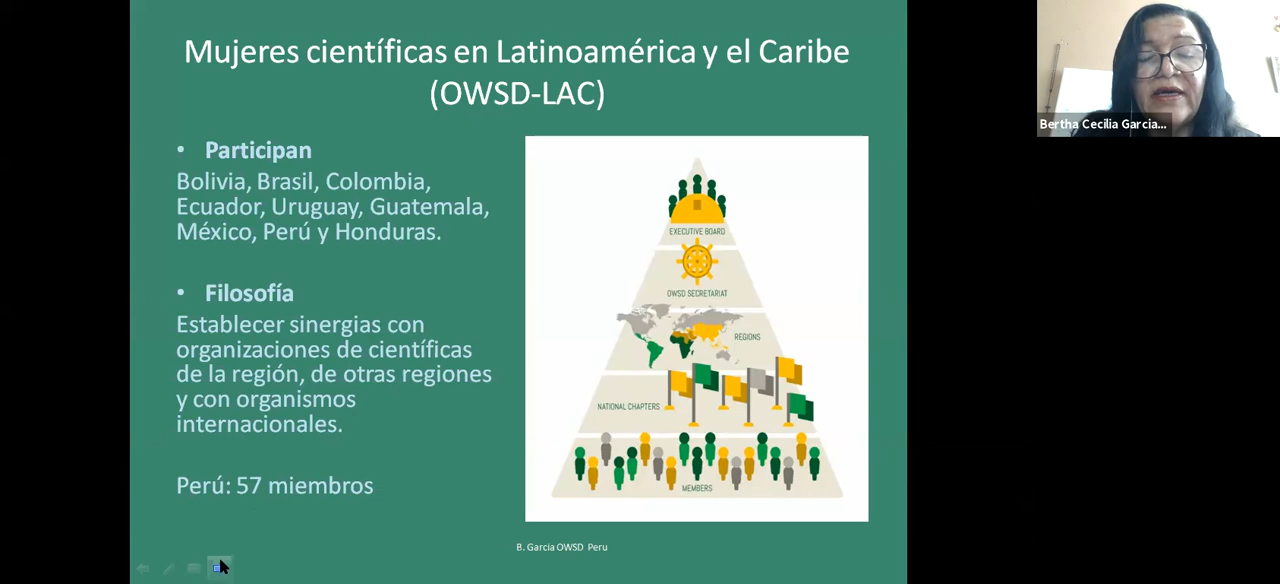 Mujeres científicas en Latinoamérica y el Caribe
(OWSD-LAC)
• Participan
Bolivia, Brasil, Colombia,
Ecuador, Uruguay, Guatemala,
México, Perú y Honduras.
• Filosofía
Establecer sinergias con
organizaciones de científicas
de la región, de otras regiones
y con organismos
internacionales.
Perú: 57 miembros
EXECUTIVE BOARD
OWSD SECRETARIAT
REGIONS
NATIONAL CHAPTERS
MEMBERS
B. Garcia OWSD Peru
Bertha Cecilia Garcia...